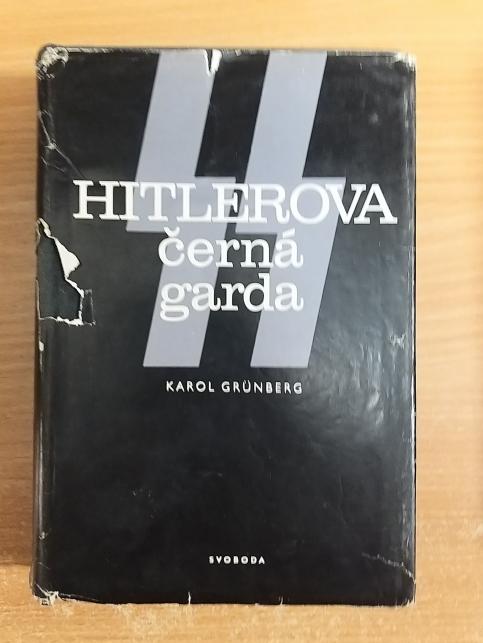 HITLEROVA
černá
garda
KAROL GRÜNBERG
SVOBODA